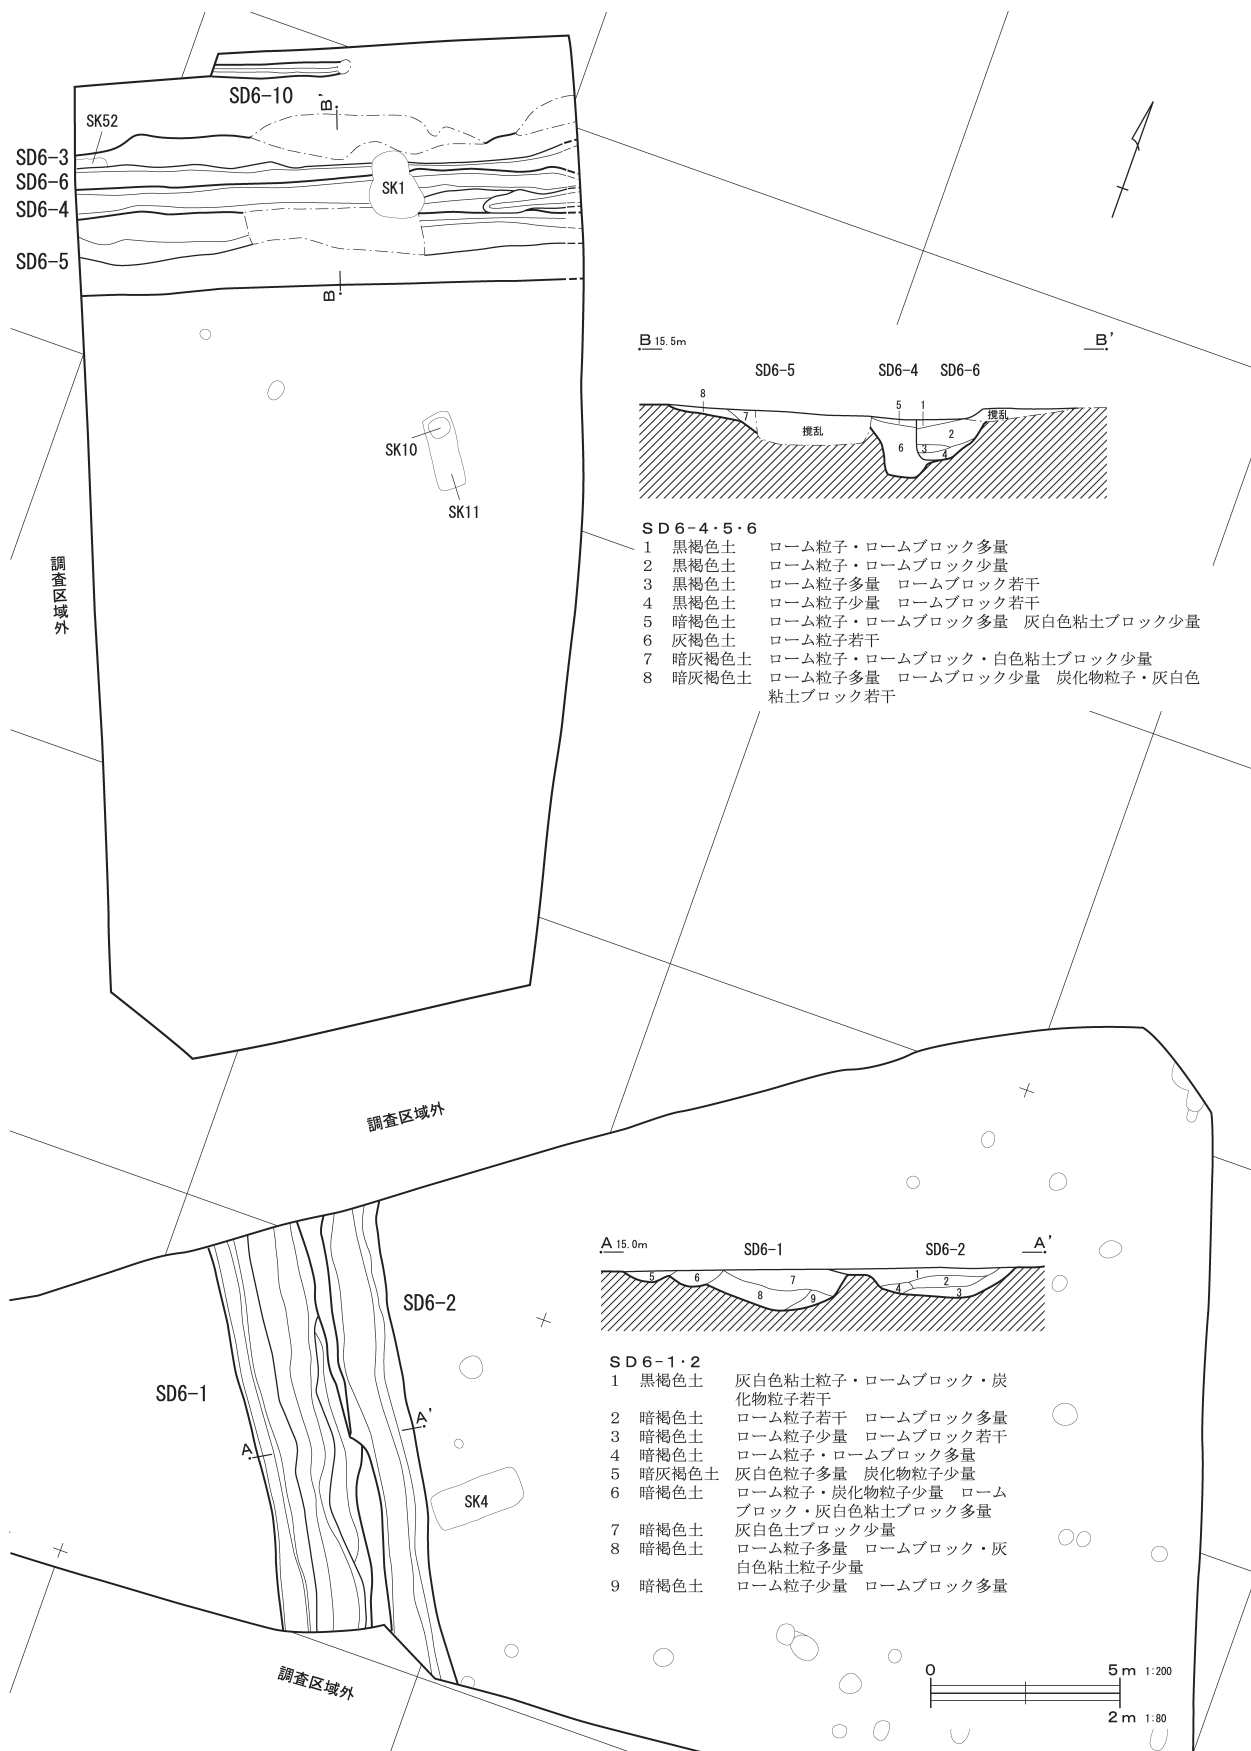 SD6-10
B'
SK52
SD6-3
SD6-6
SK1
SD6-4
SD6-5
B
SK10
SK11
調査区域外
B 15.5m
B'
SD6-5
SD6-4
SD6-6
8
7
撹乱
5
1
6
2
3
4
撹乱
SD6-4・5・6
1 黒褐色土 ローム粒子・ロームブロック多量
2 黒褐色土 ローム粒子・ロームブロック少量
3 黒褐色土 ローム粒子多量 ロームブロック若干
4 黒褐色土 ローム粒子少量 ロームブロック若干
5 暗褐色土 ローム粒子・ロームブロック多量 灰白色粘土ブロック少量
6 灰褐色土 ローム粒子若干
7 暗灰褐色土 ローム粒子・ロームブロック・白色粘土ブロック少量
8 暗灰褐色土 ローム粒子多量 ロームブロック少量 炭化物粒子・灰白色
粘土ブロック若干
調査区域外
SD6-2
SD6-1
A'
A
SK4
調査区域外
A 15.0m
A'
SD6-1
SD6-2
5
6
7
8
9
1
2
3
4
SD6-1・2
1 黒褐色土 灰白色粘土粒子・ロームブロック・炭
化物粒子若干
2 暗褐色土 ローム粒子若干 ロームブロック多量
3 暗褐色土 ローム粒子少量 ロームブロック若干
4 暗褐色土 ローム粒子・ロームブロック多量
5 暗灰褐色土 灰白色粒子多量 炭化物粒子少量
6 暗褐色土 ローム粒子・炭化物粒子少量 ローム
ブロック・灰白色粘土ブロック多量
7 暗褐色土 灰白色土ブロック少量
8 暗褐色土 ローム粒子多量 ロームブロック・灰
白色粘土粒子少量
9 暗褐色土 ローム粒子少量 ロームブロック多量
0 5m 1:200
2m 1:80